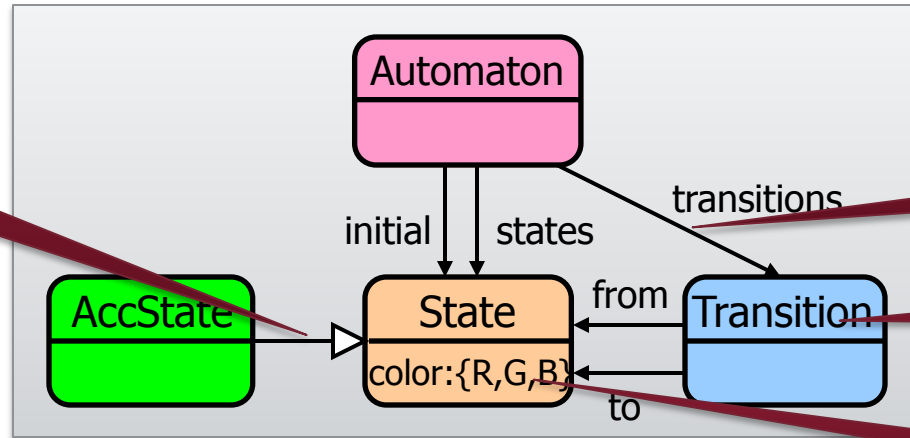 Automaton
transitions
initial
states
from
AccState
State
Transition
color:{R,G,B}
to